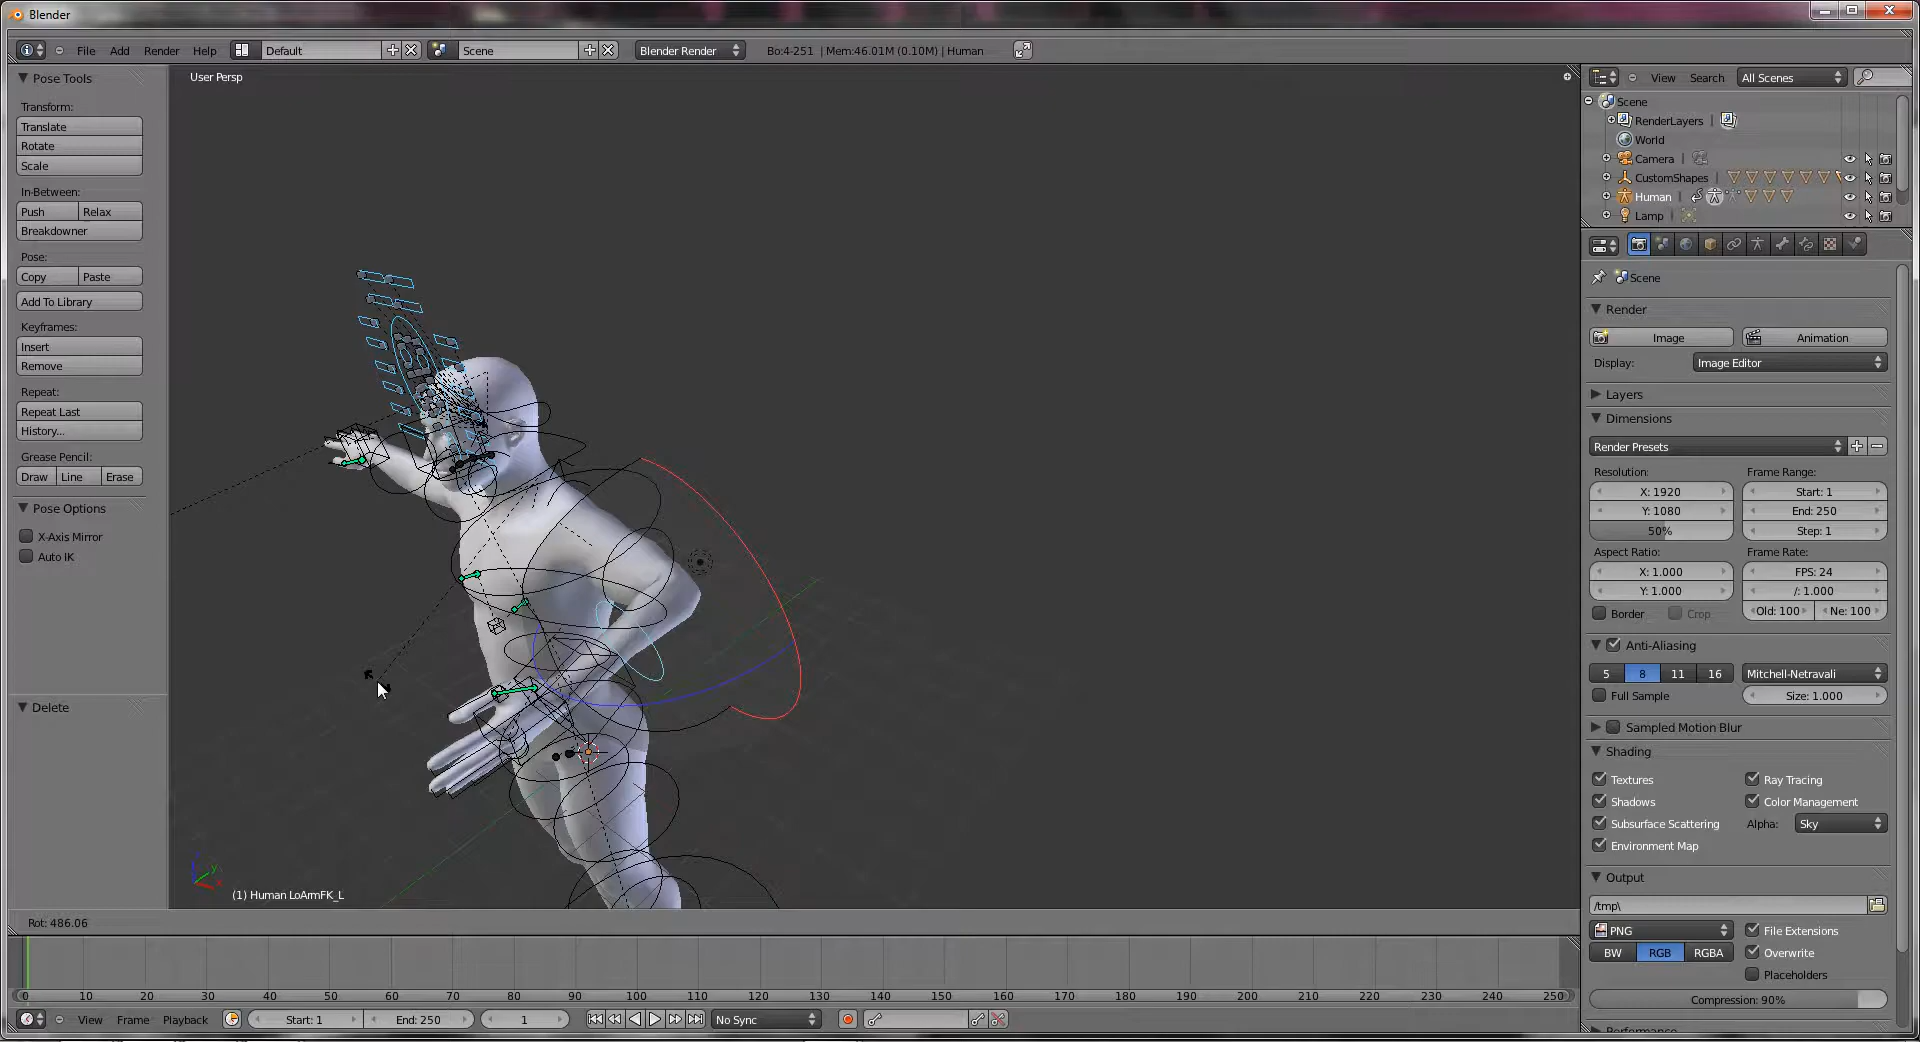 Blender
File Add Render Help Default Scene Blender Render Bo:4-251 | Mem:46.01M (0.10M) | Human
Pose Tools
Transform:
Translate
Rotate
Scale
In-Between:
Push Relax
Breakdowner
Pose:
Copy Paste
Add To Library
Keyframes:
Insert
Remove
Repeat:
Repeat Last
History...
Grease Pencil:
Draw Line Erase
Pose Options
X-Axis Mirror
Auto IK
Delete
User Persp
(1) Human LoArmFK_L
Rot: 486.06
0 10 20 30 40 50 60 70 80 90 100 110 120 130 140 150 160 170 180 190 200 210 220 230 240 250
View Frame Playback Start: 1 End: 250 1 No Sync
View Search All Scenes
Scene
RenderLayers |
World
Camera |
CustomShapes |
Human |
Lamp |
Scene
Render
Image Animation
Display: Image Editor
Layers
Dimensions
Render Presets
Resolution: Frame Range:
X: 1920 Start: 1
Y: 1080 End: 250
50% Step: 1
Aspect Ratio: Frame Rate:
X: 1.000 FPS: 24
Y: 1.000 /: 1.000
Border Crop Old: 100 Ne: 100
Anti-Aliasing
5 8 11 16 Mitchell-Netravali
Full Sample Size: 1.000
Sampled Motion Blur
Shading
Textures Ray Tracing
Shadows Color Management
Subsurface Scattering Alpha: Sky
Environment Map
Output
/tmp\
PNG File Extensions
BW RGB RGBA Overwrite
Placeholders
Compression: 90%
Performance